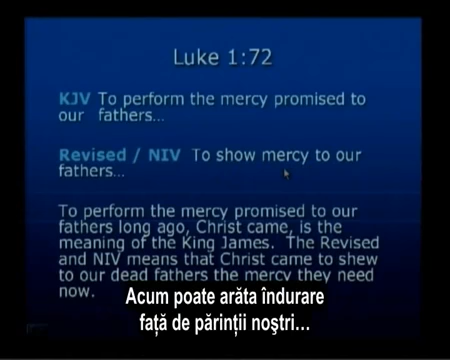 Luke 1:72
KJV To perform the mercy promised to
our fathers...
Revised / NIV To show mercy to our
fathers...
To perform the mercy promised to our
fathers long ago, Christ came, is the
meaning of the King James. The Revised
and NIV means that Christ came to shew
to our dead fathers the mercy they need
now.
Acum poate arăta îndurare
faţă de părinţii noştri...